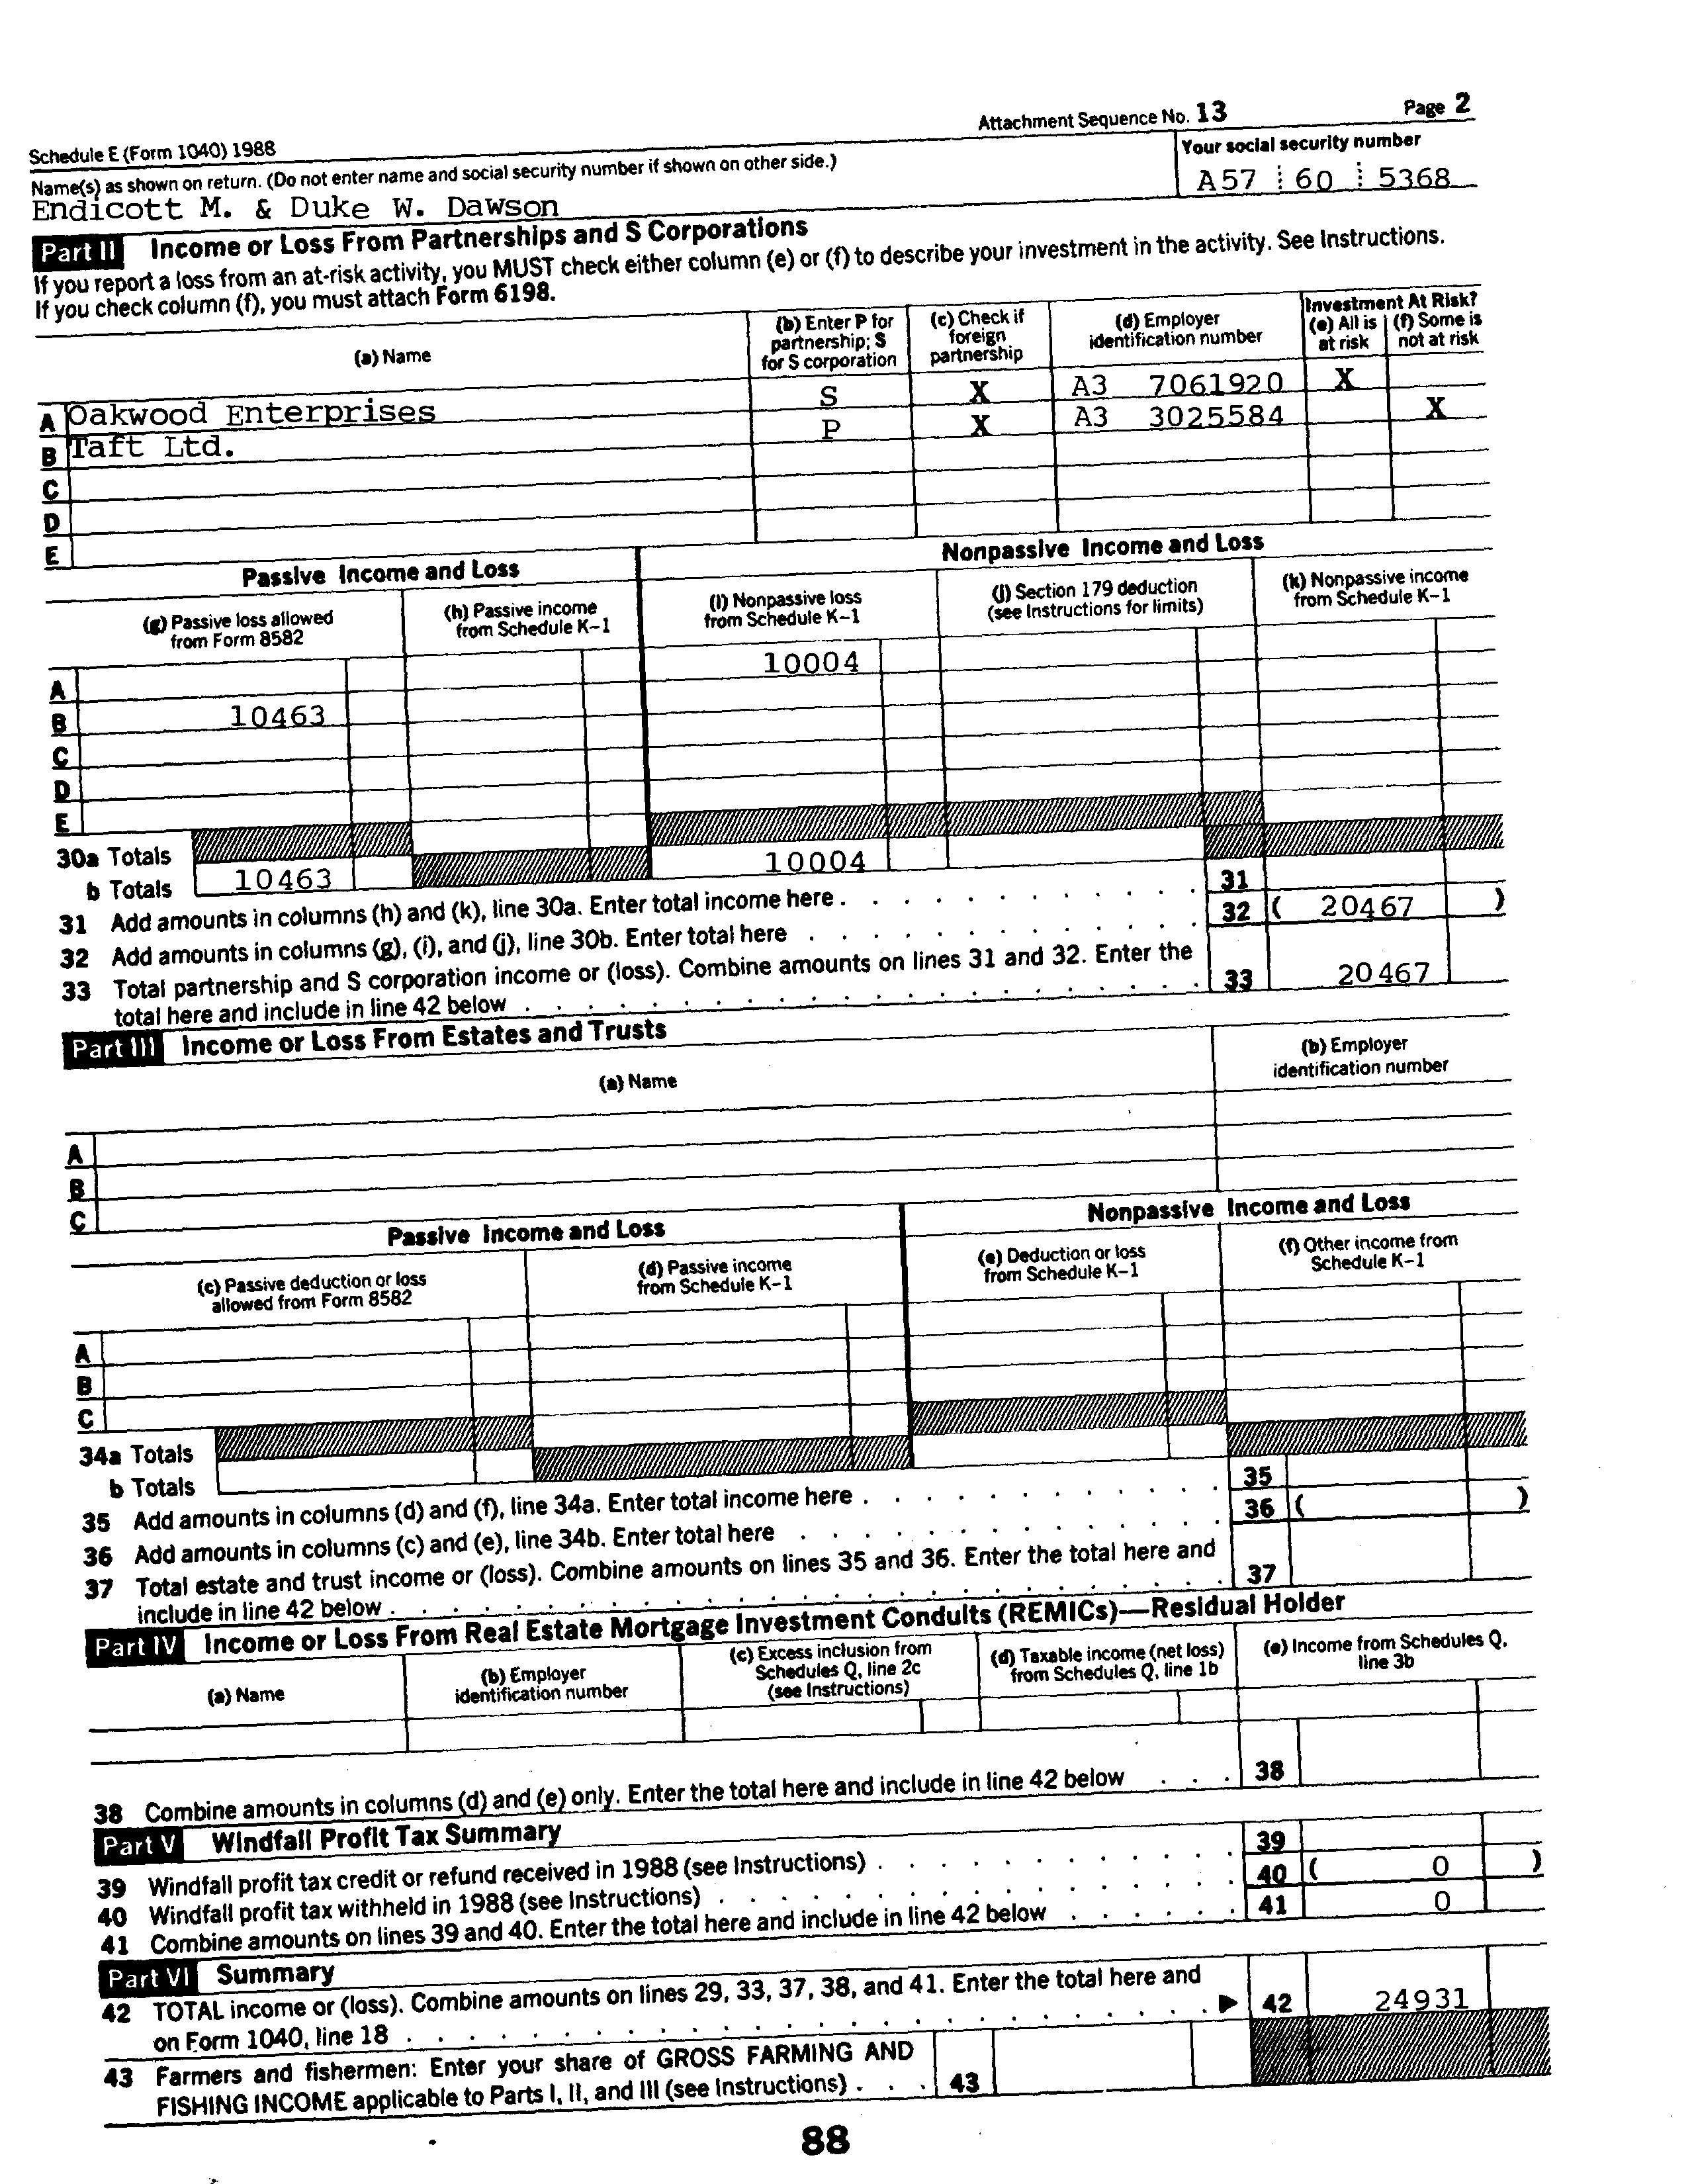 Attachment Sequence No. 13 Page 2
Schedule E (Form 1040) 1988
Name(s) as shown on return. (Do not enter name and social security number if shown on other side.)
Your social security number
Endicott M. & Duke W. Dawson
A57 60 5368
Part II Income or Loss From Partnerships and S Corporations
If you report a loss from an at-risk activity, you MUST check either column (e) or (f) to describe your investment in the activity. See Instructions.
If you check column (f), you must attach Form 6198.
(a) Name
(b) Enter P for
partnership; S
for S corporation
(c) Check if
foreign
partnership
(d) Employer
identification number
Investment At Risk?
(e) All is
at risk
(f) Some is
not at risk
A Oakwood Enterprises S X A3 7061920 X
B Taft Ltd. P X A3 3025584 X
C
D
E
Passive Income and Loss
Nonpassive Income and Loss
(g) Passive loss allowed
from Form 8582
(h) Passive income
from Schedule K-1
(i) Nonpassive loss
from Schedule K-1
(j) Section 179 deduction
(see Instructions for limits)
(k) Nonpassive income
from Schedule K-1
A 10004
B 10463
C
D
E
30a Totals
b Totals 10463 10004
31 Add amounts in columns (h) and (k), line 30a. Enter total income here . . . 31
32 Add amounts in columns (g), (i), and (j), line 30b. Enter total here . . . 32 ( 20467 )
33 Total partnership and S corporation income or (loss). Combine amounts on lines 31 and 32. Enter the
total here and include in line 42 below . . . 33 20467
Part III Income or Loss From Estates and Trusts
(a) Name
(b) Employer
identification number
A
B
C
Passive Income and Loss
Nonpassive Income and Loss
(c) Passive deduction or loss
allowed from Form 8582
(d) Passive income
from Schedule K-1
(e) Deduction or loss
from Schedule K-1
(f) Other income from
Schedule K-1
A
B
C
34a Totals
b Totals
35 Add amounts in columns (d) and (f), line 34a. Enter total income here . . . 35
36 Add amounts in columns (c) and (e), line 34b. Enter total here . . . 36 ( )
37 Total estate and trust income or (loss). Combine amounts on lines 35 and 36. Enter the total here and
include in line 42 below . . . 37
Part IV Income or Loss From Real Estate Mortgage Investment Conduits (REMICs)—Residual Holder
(a) Name
(b) Employer
identification number
(c) Excess inclusion from
Schedules Q, line 2c
(see Instructions)
(d) Taxable income (net loss)
from Schedules Q, line 1b
(e) Income from Schedules Q,
line 3b
38 Combine amounts in columns (d) and (e) only. Enter the total here and include in line 42 below . . . 38
Part V Windfall Profit Tax Summary
39 Windfall profit tax credit or refund received in 1988 (see Instructions) . . . 39
40 Windfall profit tax withheld in 1988 (see Instructions) . . . 40 ( 0 )
41 Combine amounts on lines 39 and 40. Enter the total here and include in line 42 below . . . 41 0
Part VI Summary
42 TOTAL income or (loss). Combine amounts on lines 29, 33, 37, 38, and 41. Enter the total here and
on Form 1040, line 18 . . . ▶ 42 24931
43 Farmers and fishermen: Enter your share of GROSS FARMING AND
FISHING INCOME applicable to Parts I, II, and III (see Instructions) . . . 43
88